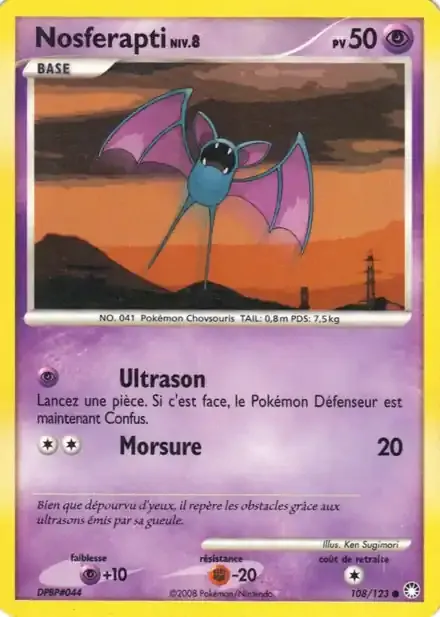 Nosferapti NIV.8
PV 50
BASE
NO. 041 Pokémon Chovsouris TAIL: 0,8m PDS: 7,5kg
Ultrason
Lancez une pièce. Si c'est face, le Pokémon Défenseur est
maintenant Confus.
Morsure 20
Bien que dépourvu d'yeux, il repère les obstacles grâce aux
ultrasons émis par sa gueule.
Illus. Ken Sugimori
faiblesse résistance coût de retraite
+10 -20
DPBP#044 ©2008 Pokémon/Nintendo. 108/123